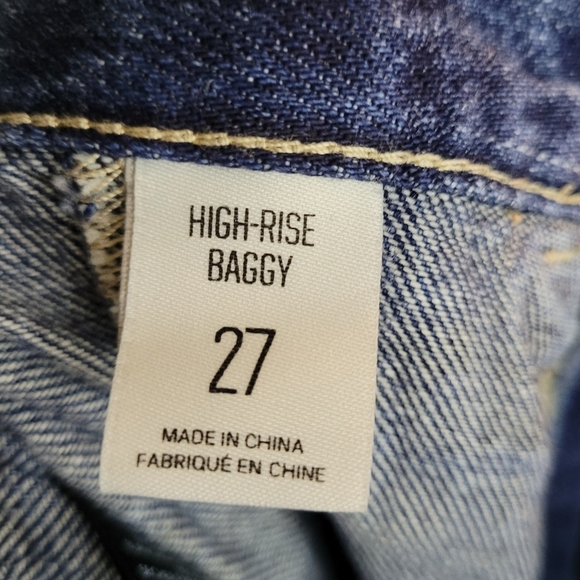 HIGH-RISE
BAGGY
27
MADE IN CHINA
FABRIQUÉ EN CHINE